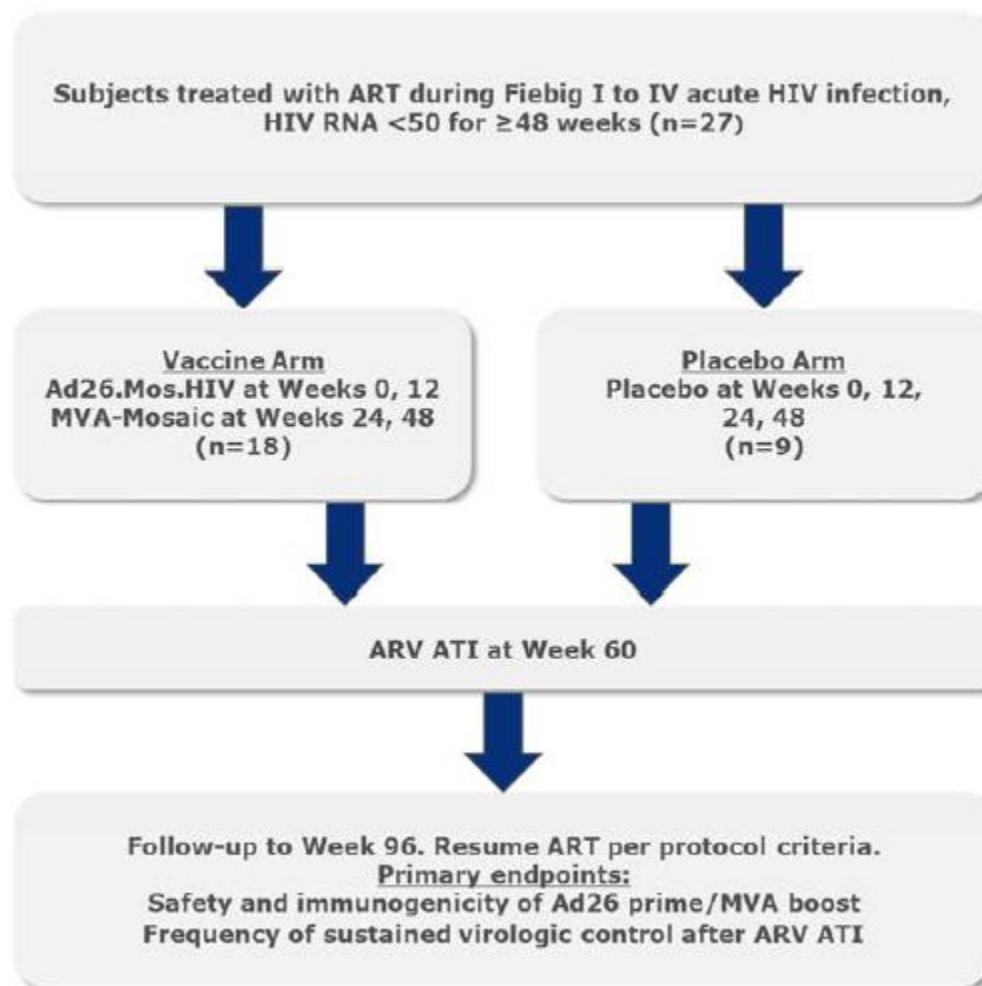 Subjects treated with ART during Fiebig I to IV acute HIV infection,
HIV RNA <50 for ≥48 weeks (n=27)
Vaccine Arm
Ad26.Mos.HIV at Weeks 0, 12
MVA-Mosaic at Weeks 24, 48
(n=18)
Placebo Arm
Placebo at Weeks 0, 12,
24, 48
(n=9)
ARV ATI at Week 60
Follow-up to Week 96. Resume ART per protocol criteria.
Primary endpoints:
Safety and immunogenicity of Ad26 prime/MVA boost
Frequency of sustained virologic control after ARV ATI